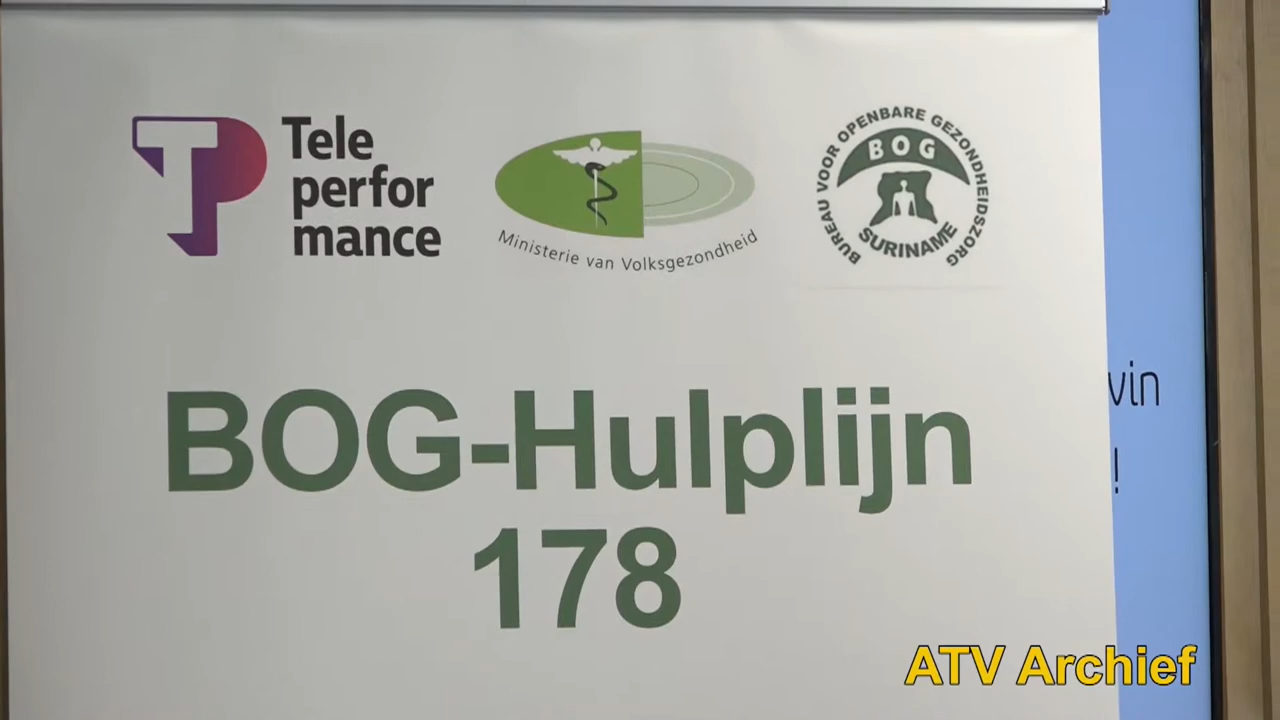 Tele
perfor
mance
Ministerie van Volksgezondheid
BUREAU VOOR OPENBARE GEZONDHEIDSZORG
BOG
SURINAME
BOG-Hulplijn
178
vin
!
ATV Archief